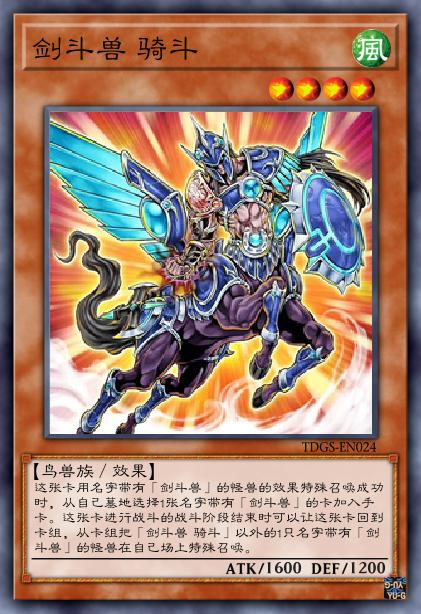 剑斗兽 骑斗
風
TDGS-EN024
【鸟兽族／效果】
这张卡用名字带有「剑斗兽」的怪兽的效果特殊召唤成功
时，从自己墓地选择1张名字带有「剑斗兽」的卡加入手
卡。这张卡进行战斗的战斗阶段结束时可以让这张卡回到
卡组，从卡组把「剑斗兽 骑斗」以外的1只名字带有「剑
斗兽」的怪兽在自己场上特殊召唤。
ATK/1600 DEF/1200